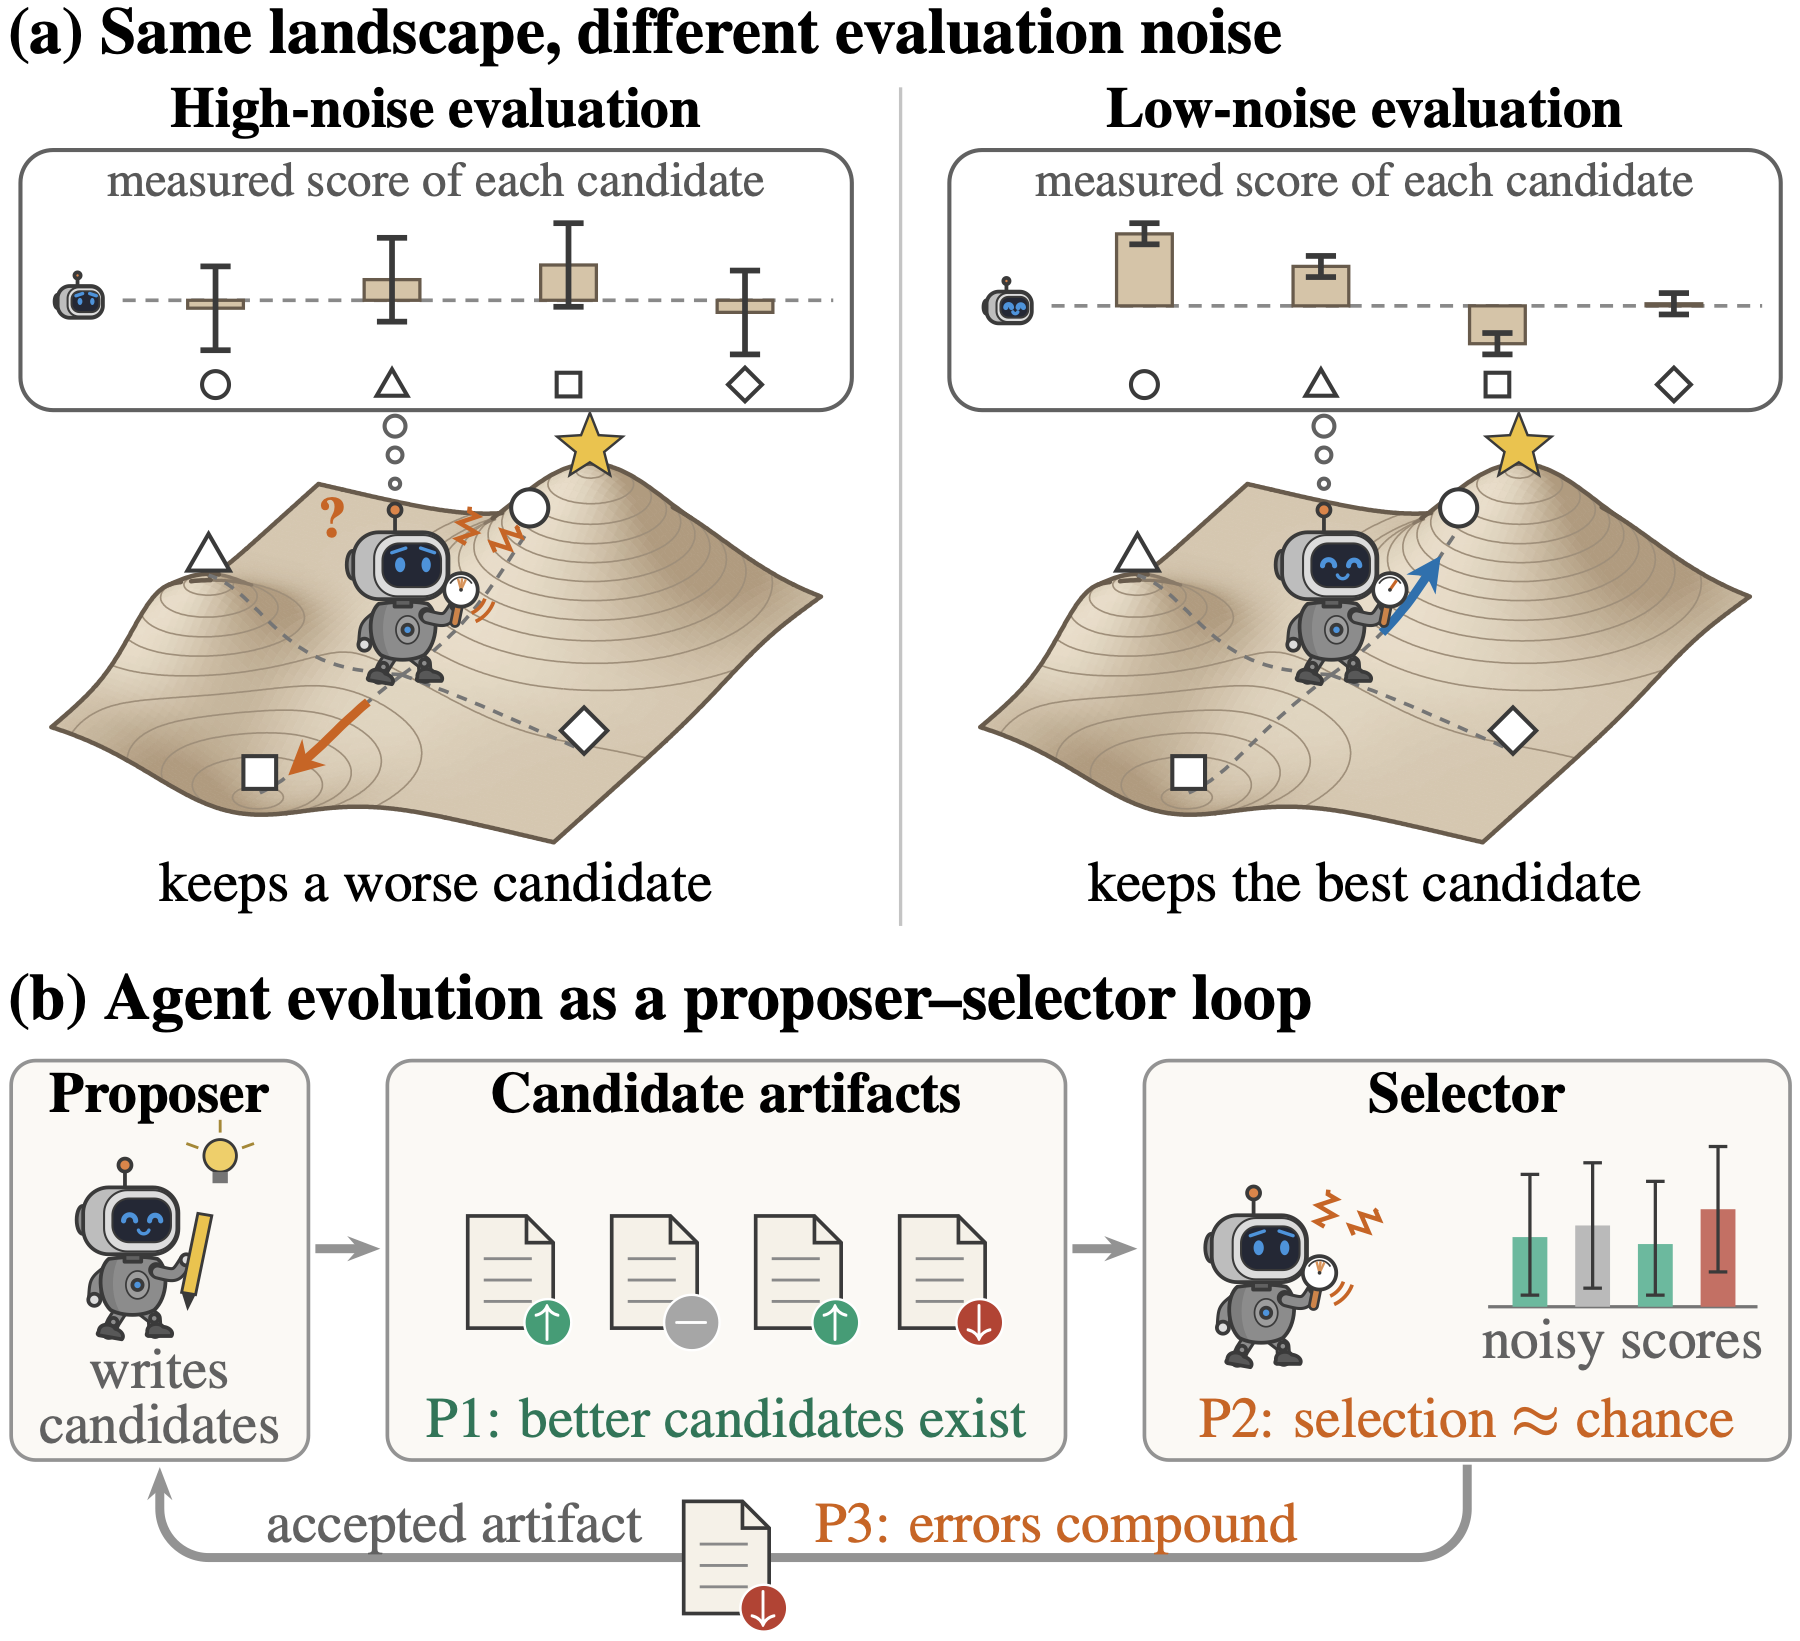 (a) Same landscape, different evaluation noise
High-noise evaluation
measured score of each candidate
?
keeps a worse candidate
Low-noise evaluation
measured score of each candidate
keeps the best candidate
(b) Agent evolution as a proposer–selector loop
Proposer
writes
candidates
Candidate artifacts
P1: better candidates exist
Selector
noisy scores
P2: selection ≈ chance
accepted artifact
P3: errors compound